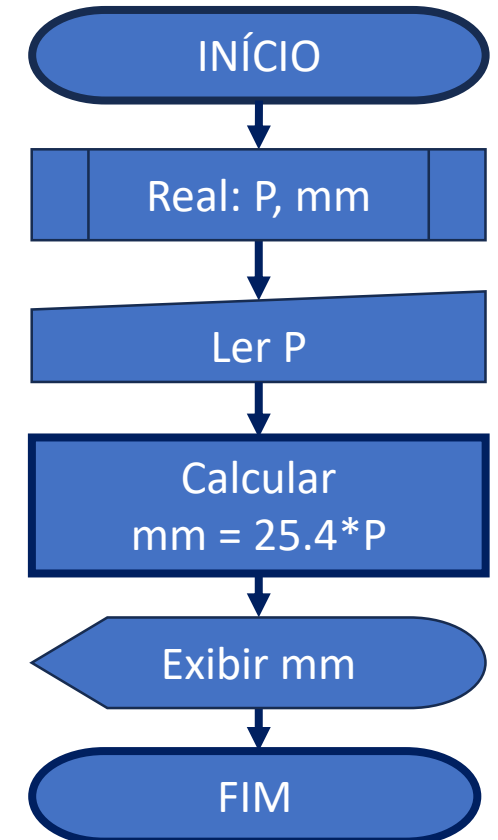 INÍCIO
Real: P, mm
Ler P
Calcular
mm = 25.4*P
Exibir mm
FIM